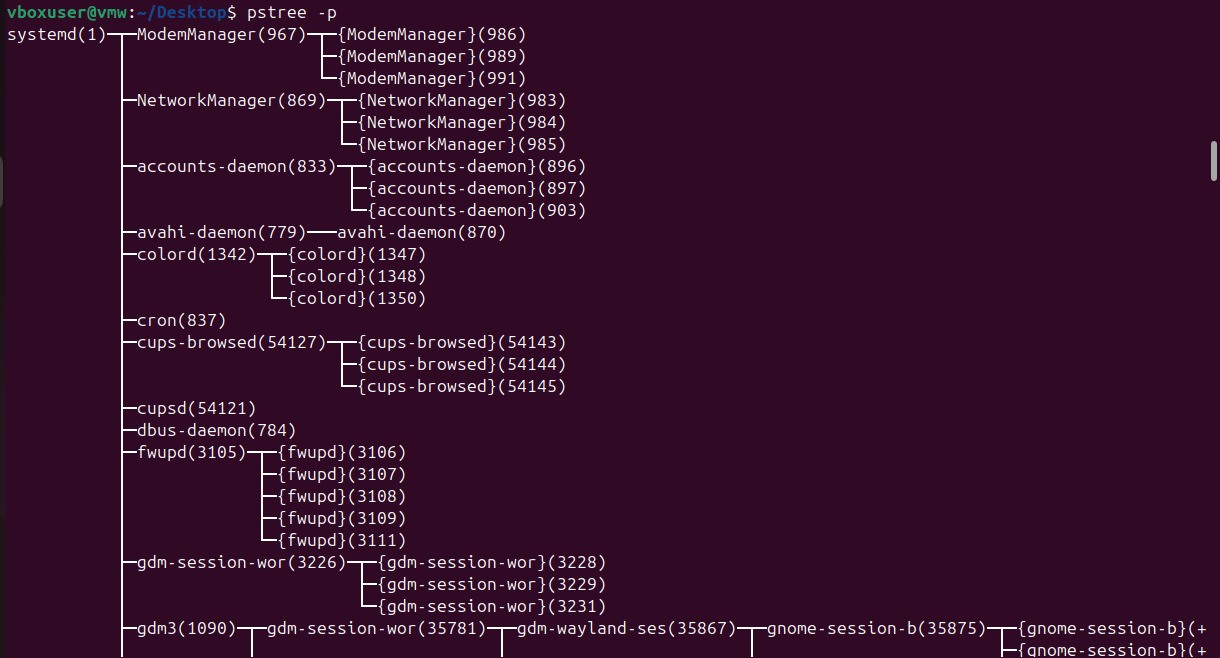 vboxuser@vmw:~/Desktop$ pstree -p
systemd(1)─┬─ModemManager(967)─┬─{ModemManager}(986)
           │                   ├─{ModemManager}(989)
           │                   └─{ModemManager}(991)
           ├─NetworkManager(869)─┬─{NetworkManager}(983)
           │                     ├─{NetworkManager}(984)
           │                     └─{NetworkManager}(985)
           ├─accounts-daemon(833)─┬─{accounts-daemon}(896)
           │                      ├─{accounts-daemon}(897)
           │                      └─{accounts-daemon}(903)
           ├─avahi-daemon(779)───avahi-daemon(870)
           ├─colord(1342)─┬─{colord}(1347)
           │              ├─{colord}(1348)
           │              └─{colord}(1350)
           ├─cron(837)
           ├─cups-browsed(54127)─┬─{cups-browsed}(54143)
           │                     ├─{cups-browsed}(54144)
           │                     └─{cups-browsed}(54145)
           ├─cupsd(54121)
           ├─dbus-daemon(784)
           ├─fwupd(3105)─┬─{fwupd}(3106)
           │             ├─{fwupd}(3107)
           │             ├─{fwupd}(3108)
           │             ├─{fwupd}(3109)
           │             └─{fwupd}(3111)
           ├─gdm-session-wor(3226)─┬─{gdm-session-wor}(3228)
           │                       ├─{gdm-session-wor}(3229)
           │                       └─{gdm-session-wor}(3231)
           ├─gdm3(1090)─┬─gdm-session-wor(35781)─┬─gdm-wayland-ses(35867)─┬─gnome-session-b(35875)─┬─{gnome-session-b}(+
           │            │                        │                        │                        ├─{gnome-session-b}(+